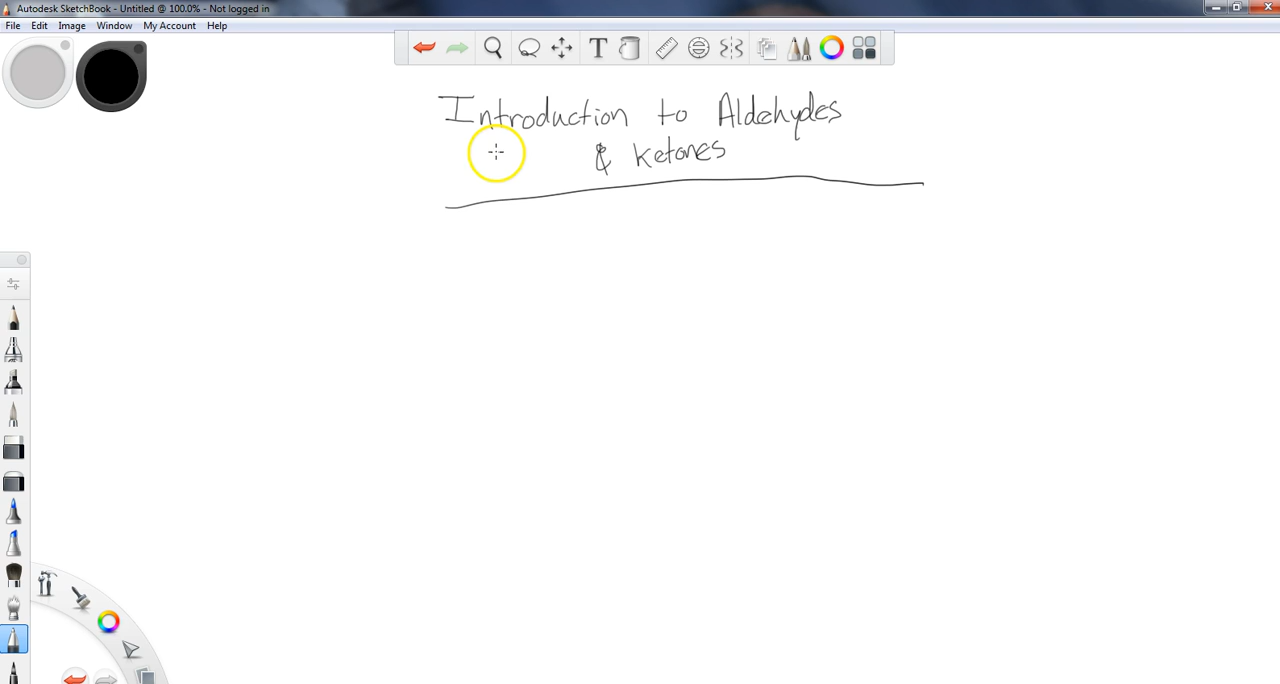 Autodesk SketchBook - Untitled @ 100.0% - Not logged in
File Edit Image Window My Account Help
T
Introduction to Aldehydes
& Ketones